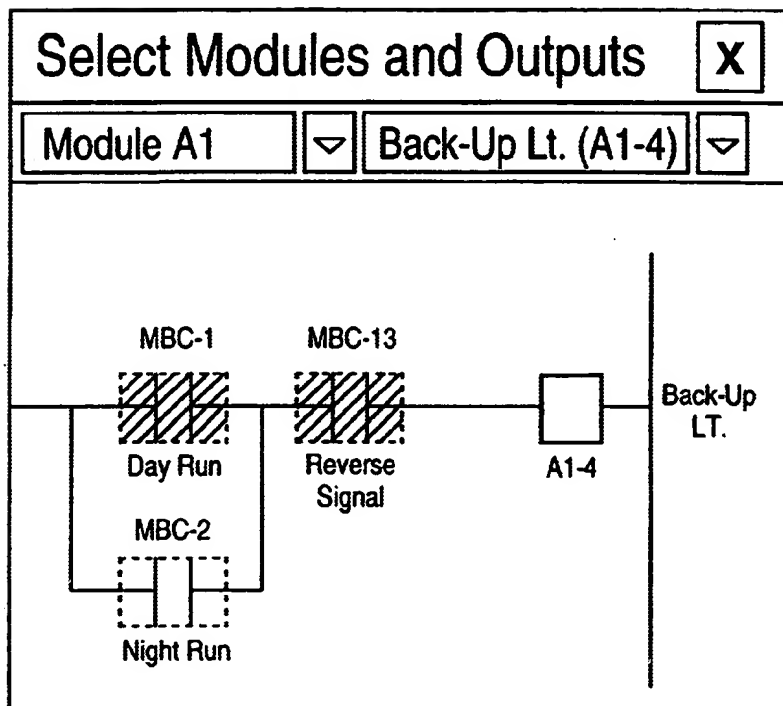 Select Modules and Outputs X
Module A1 Back-Up Lt. (A1-4)
MBC-1 MBC-13
Day Run Reverse Signal A1-4 Back-Up LT.
MBC-2
Night Run